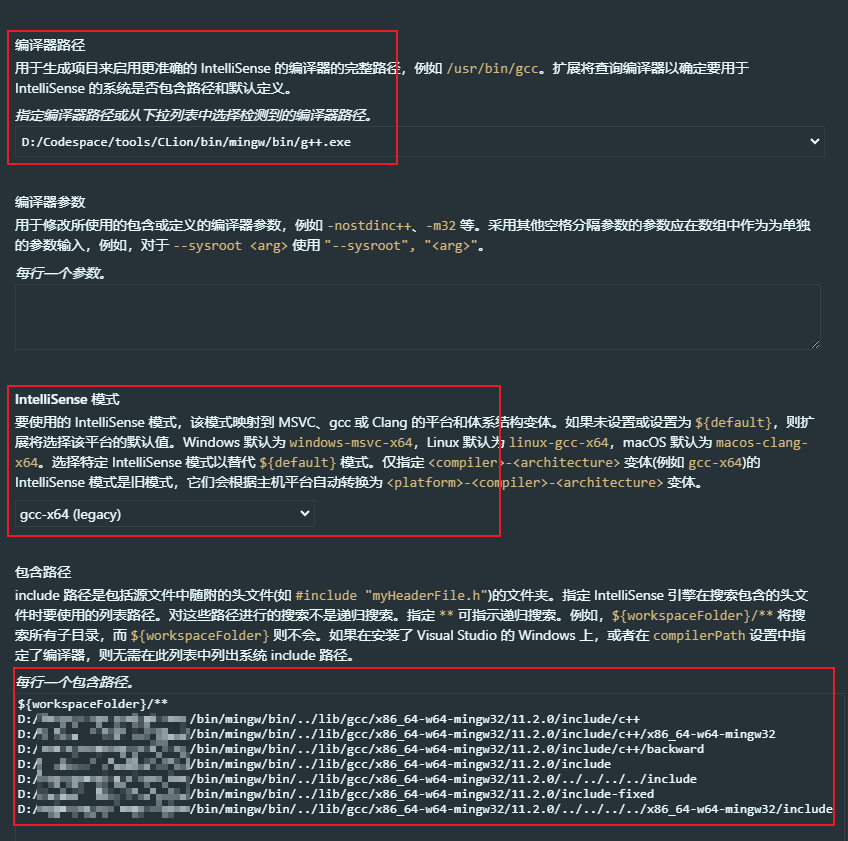 编译器路径
用于生成项目来启用更准确的 IntelliSense 的编译器的完整路径，例如 /usr/bin/gcc。扩展将查询编译器以确定要用于
IntelliSense 的系统是否包含路径和默认定义。
指定编译器路径或从下拉列表中选择检测到的编译器路径。
D:/Codespace/tools/CLion/bin/mingw/bin/g++.exe
编译器参数
用于修改所使用的包含或定义的编译器参数，例如 -nostdinc++、-m32 等。采用其他空格分隔参数的参数应在数组中作为为单独
的参数输入，例如，对于 --sysroot <arg> 使用 "--sysroot", "<arg>"。
每行一个参数。
IntelliSense 模式
要使用的 IntelliSense 模式，该模式映射到 MSVC、gcc 或 Clang 的平台和体系结构变体。如果未设置或设置为 ${default}，则扩
展将选择该平台的默认值。Windows 默认为 windows-msvc-x64，Linux 默认为 linux-gcc-x64，macOS 默认为 macos-clang-
x64。选择特定 IntelliSense 模式以替代 ${default} 模式。仅指定 <compiler>-<architecture> 变体(例如 gcc-x64)的
IntelliSense 模式是旧模式，它们会根据主机平台自动转换为 <platform>-<compiler>-<architecture> 变体。
gcc-x64 (legacy)
包含路径
include 路径是包括源文件中随附的头文件(如 #include "myHeaderFile.h")的文件夹。指定 IntelliSense 引擎在搜索包含的头文
件时要使用的列表路径。对这些路径进行的搜索不是递归搜索。指定 ** 可指示递归搜索。例如，${workspaceFolder}/** 将搜
索所有子目录，而 ${workspaceFolder} 则不会。如果在安装了 Visual Studio 的 Windows 上，或者在 compilerPath 设置中指
定了编译器，则无需在此列表中列出系统 include 路径。
每行一个包含路径。
${workspaceFolder}/**
D:/ /bin/mingw/bin/../lib/gcc/x86_64-w64-mingw32/11.2.0/include/c++
D:/ /bin/mingw/bin/../lib/gcc/x86_64-w64-mingw32/11.2.0/include/c++/x86_64-w64-mingw32
D:/ /bin/mingw/bin/../lib/gcc/x86_64-w64-mingw32/11.2.0/include/c++/backward
D:/ /bin/mingw/bin/../lib/gcc/x86_64-w64-mingw32/11.2.0/include
D:/ /bin/mingw/bin/../lib/gcc/x86_64-w64-mingw32/11.2.0/../../../../include
D:/ /bin/mingw/bin/../lib/gcc/x86_64-w64-mingw32/11.2.0/include-fixed
D:/ /bin/mingw/bin/../lib/gcc/x86_64-w64-mingw32/11.2.0/../../../../x86_64-w64-mingw32/include